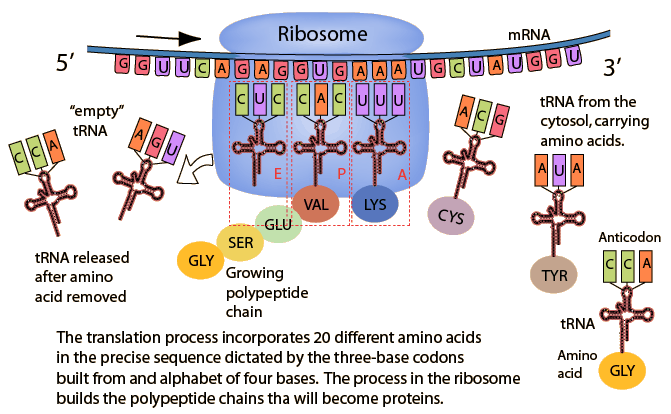 Ribosome
mRNA
5’
G G U U C A G A G G U G A A A U G C U A U G G U
3’
C U C
C A C
U U U
E
P
A
"empty"
tRNA
C C A
A G U
A C G
tRNA from the
cytosol, carrying
amino acids.
A U A
VAL
LYS
CYS
GLU
SER
GLY
TYR
tRNA released
after amino
acid removed
Growing
polypeptide
chain
Anticodon
C C A
tRNA
Amino
acid
GLY
The translation process incorporates 20 different amino acids
in the precise sequence dictated by the three-base codons
built from and alphabet of four bases. The process in the ribosome
builds the polypeptide chains tha will become proteins.